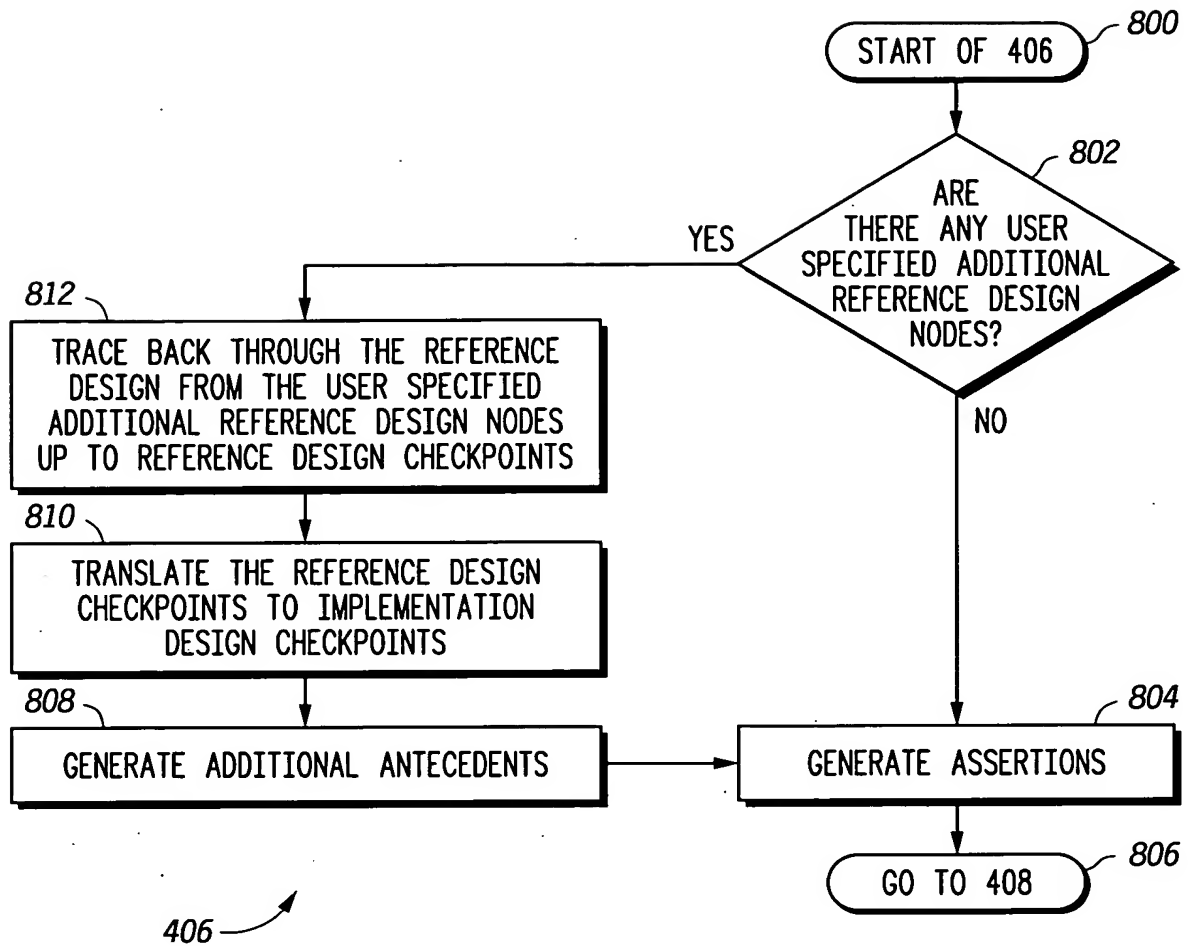 800
START OF 406
802
ARE
THERE ANY USER
SPECIFIED ADDITIONAL
REFERENCE DESIGN
NODES?
YES
NO
812
TRACE BACK THROUGH THE REFERENCE
DESIGN FROM THE USER SPECIFIED
ADDITIONAL REFERENCE DESIGN NODES
UP TO REFERENCE DESIGN CHECKPOINTS
810
TRANSLATE THE REFERENCE DESIGN
CHECKPOINTS TO IMPLEMENTATION
DESIGN CHECKPOINTS
808
GENERATE ADDITIONAL ANTECEDENTS
804
GENERATE ASSERTIONS
806
GO TO 408
406